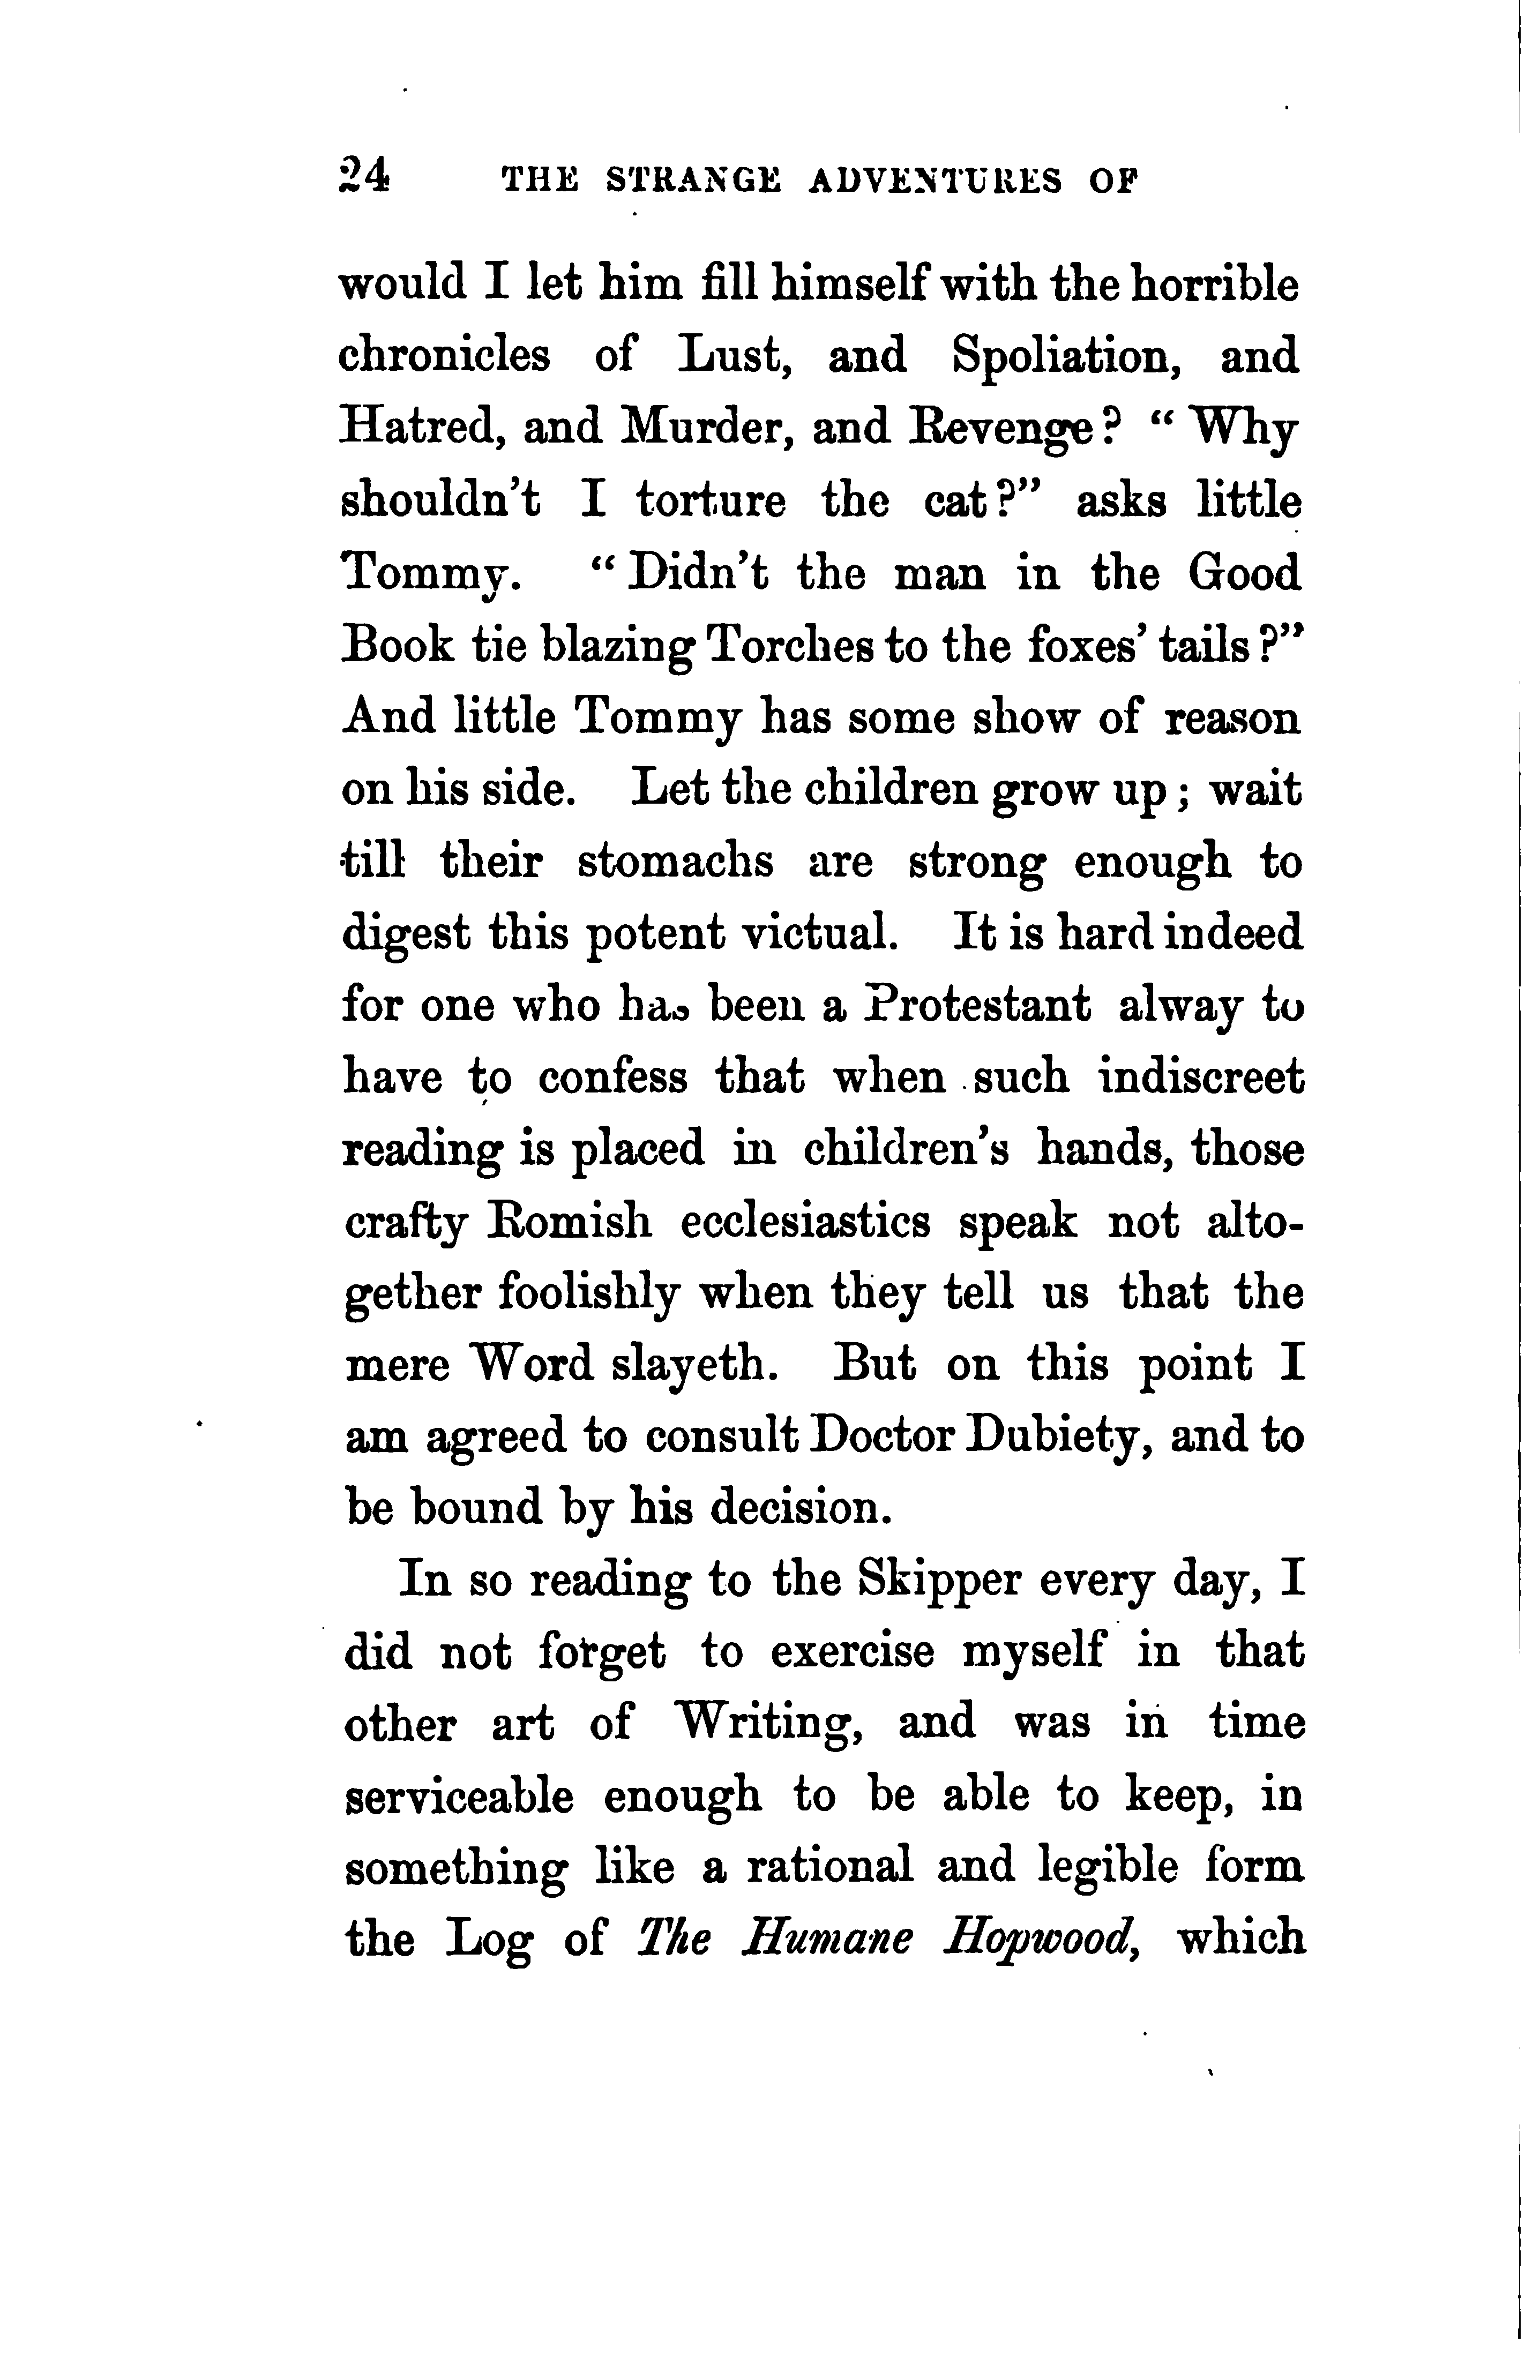 24 THE STRANGE ADVENTURES OF
would I let him fill himself with the horrible
chronicles of Lust, and Spoliation, and
Hatred, and Murder, and Revenge? “Why
shouldn't I torture the cat?” asks little
Tommy. “Didn't the man in the Good
Book tie blazing Torches to the foxes' tails?”
And little Tommy has some show of reason
on his side. Let the children grow up; wait
till their stomachs are strong enough to
digest this potent victual. It is hard indeed
for one who has been a Protestant alway to
have to confess that when such indiscreet
reading is placed in children's hands, those
crafty Romish ecclesiastics speak not alto-
gether foolishly when they tell us that the
mere Word slayeth. But on this point I
am agreed to consult Doctor Dubiety, and to
be bound by his decision.
In so reading to the Skipper every day, I
did not forget to exercise myself in that
other art of Writing, and was in time
serviceable enough to be able to keep, in
something like a rational and legible form
the Log of The Humane Hopwood, which